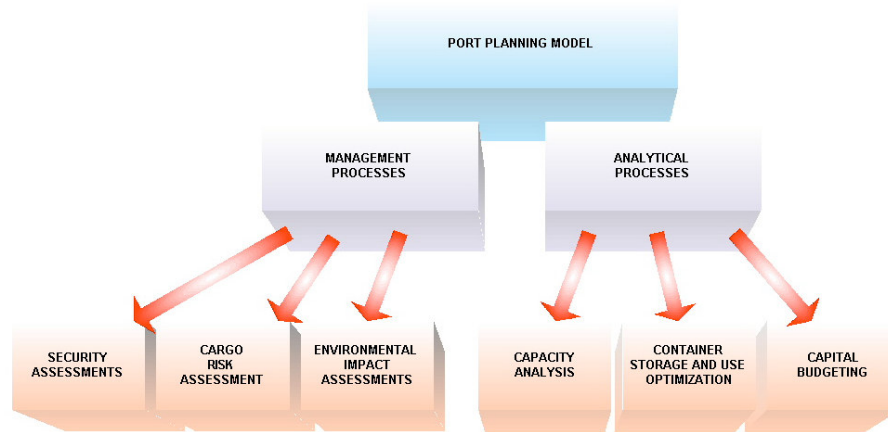 PORT PLANNING MODEL
MANAGEMENT
PROCESSES
ANALYTICAL
PROCESSES
SECURITY
ASSESSMENTS
CARGO
RISK
ASSESSMENT
ENVIRONMENTAL
IMPACT
ASSESSMENTS
CAPACITY
ANALYSIS
CONTAINER
STORAGE AND USE
OPTIMIZATION
CAPITAL
BUDGETING